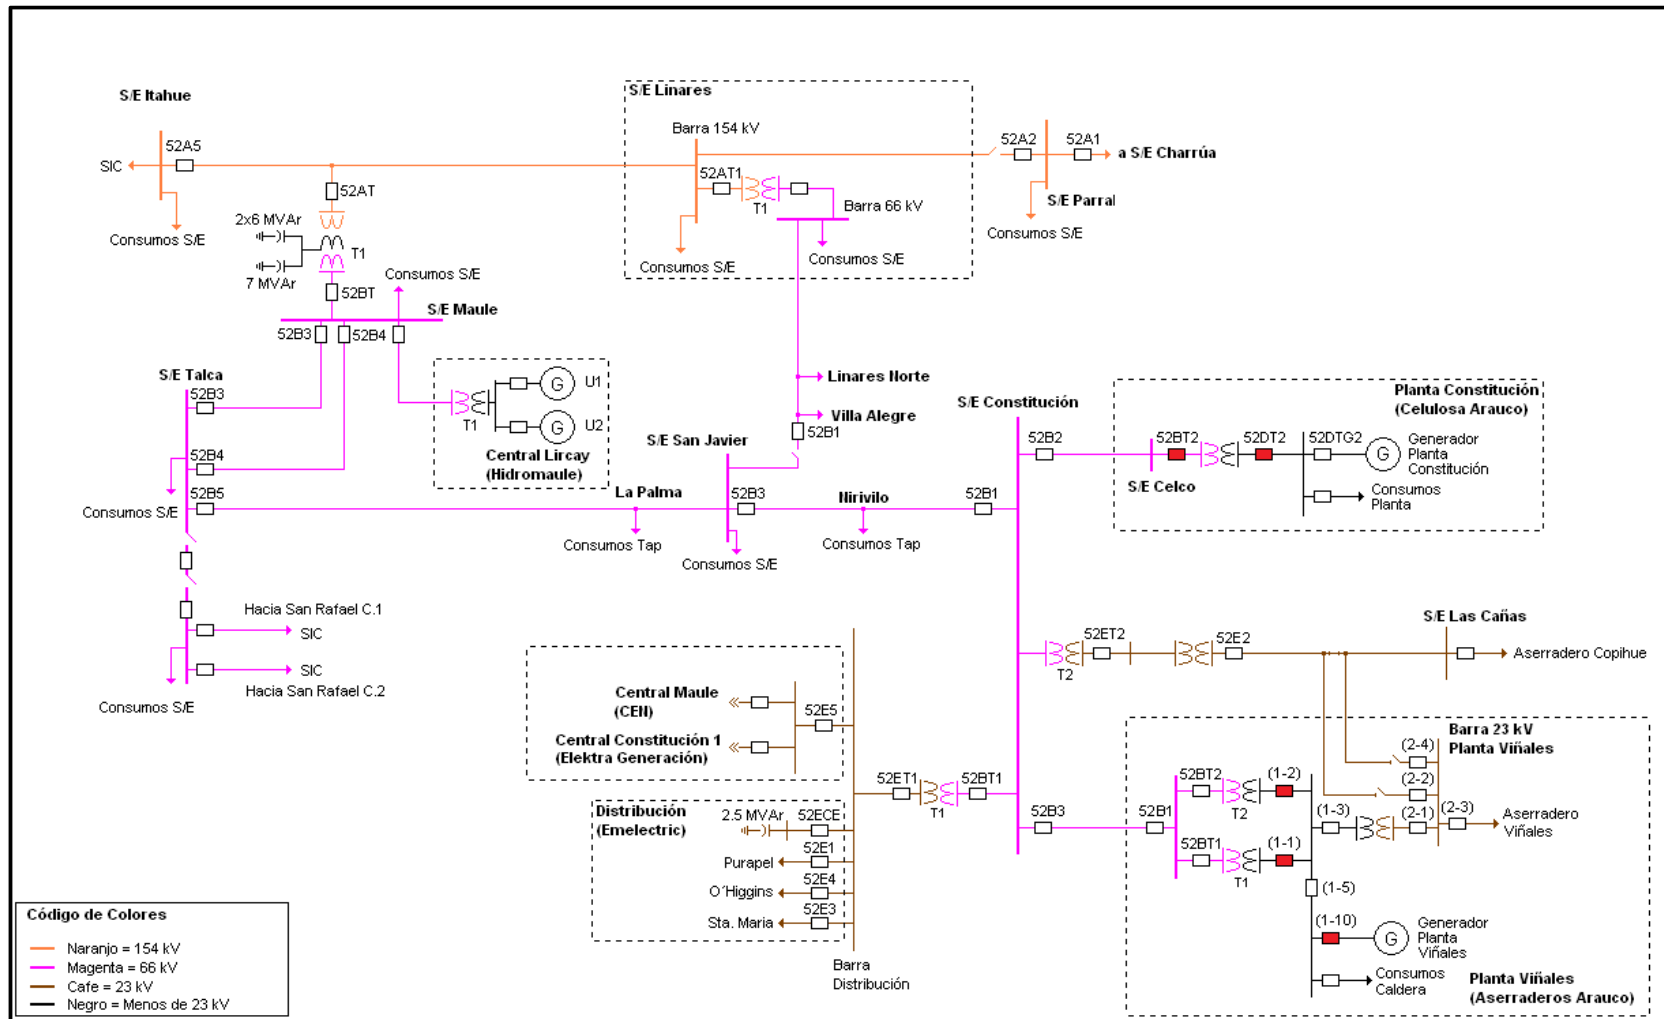 S/E Itahue
S/E Linares
Barra 154 kV
52A5
SIC
52AT
2x6 MVAr
T1
7 MVAr
Consumos S/E
52BT
Consumos S/E
S/E Maule
52AT1
T1
Barra 66 kV
Consumos S/E
Consumos S/E
52A2
52A1
a S/E Charrúa
S/E Parral
Consumos S/E
52B3
52B4
S/E Talca
52B3
52B4
52B5
Consumos S/E
T1
G
U1
G
U2
Central Lircay
(Hidromaule)
Linares Norte
Villa Alegre
52B1
S/E San Javier
La Palma
52B3
Nirivilo
52B1
Consumos Tap
Consumos S/E
Consumos Tap
S/E Constitución
52B2
Planta Constitución
(Celulosa Arauco)
52BT2
52DT2
52DTG2
G
Generador
Planta
Constitución
S/E Celco
Consumos
Planta
Hacia San Rafael C.1
SIC
SIC
Hacia San Rafael C.2
Consumos S/E
52ET2
T2
52E2
S/E Las Cañas
Aserradero Copihue
Central Maule
(CEN)
52E5
Central Constitución 1
(Elektra Generación)
52ET1
T1
52BT1
Distribución
(Emelectric)
2.5 MVAr
52ECE
Purapel
52E1
O´Higgins
52E4
Sta. Maria
52E3
Barra
Distribución
52B3
52B1
52BT2
T2
(1-2)
52BT1
T1
(1-1)
(1-3)
(1-5)
(1-10)
G
Generador
Planta
Viñales
Consumos
Caldera
Barra 23 kV
Planta Viñales
(2-4)
(2-2)
(2-1)
(2-3)
Aserradero
Viñales
Planta Viñales
(Aserraderos Arauco)
Código de Colores
Naranjo = 154 kV
Magenta = 66 kV
Cafe = 23 kV
Negro = Menos de 23 kV